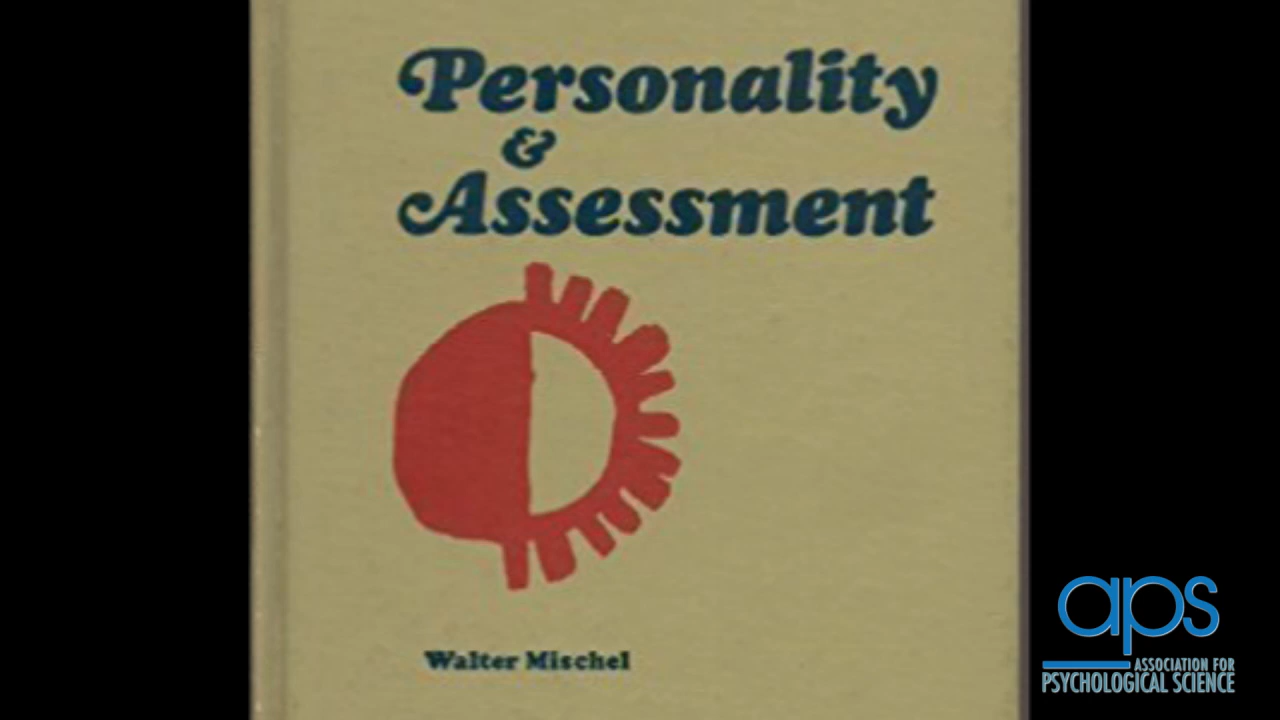 Personality
&
Assessment
Walter Mischel
aps
ASSOCIATION FOR
PSYCHOLOGICAL SCIENCE